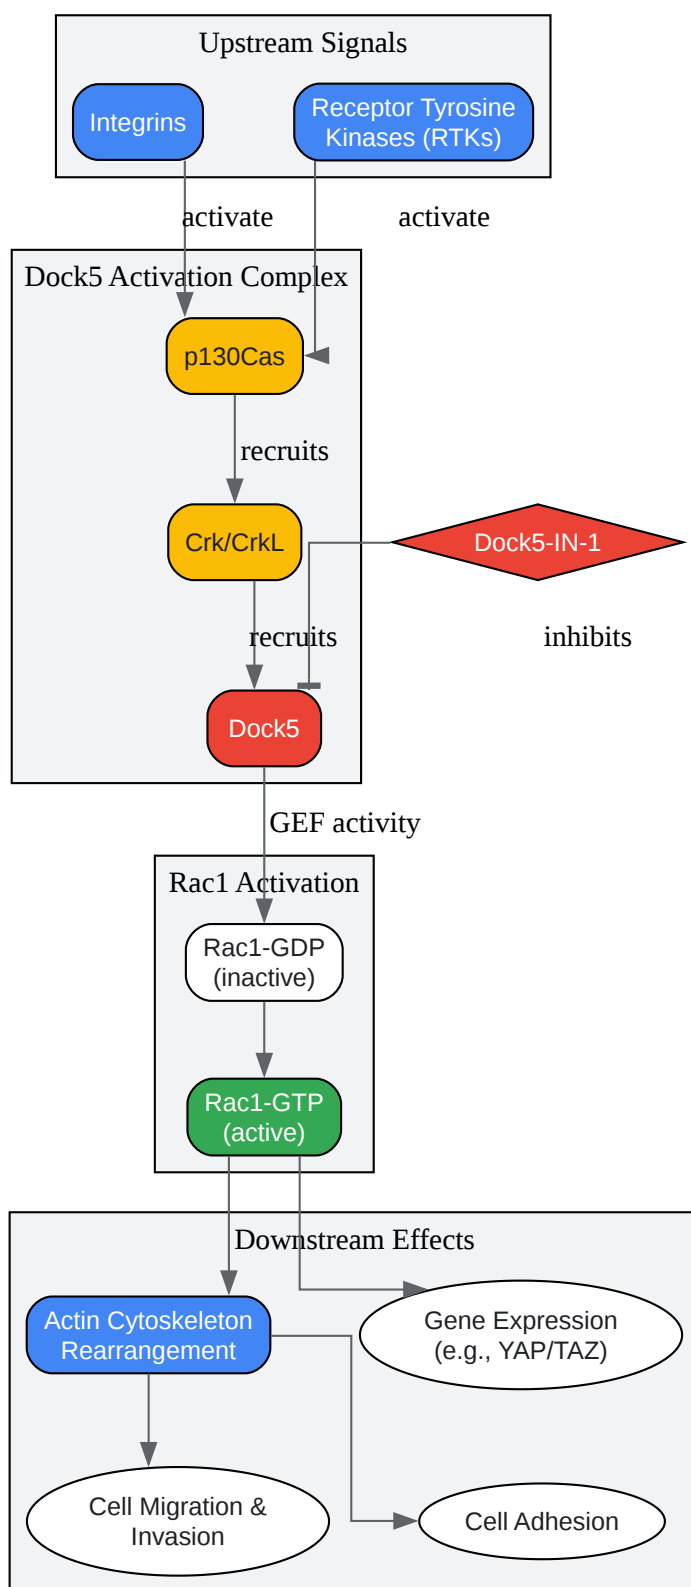 Upstream Signals
Integrins
Receptor Tyrosine
Kinases (RTKs)
activate
activate
Dock5 Activation Complex
p130Cas
recruits
Crk/CrkL
Dock5-IN-1
recruits
inhibits
Dock5
GEF activity
Rac1 Activation
Rac1-GDP
(inactive)
Rac1-GTP
(active)
Downstream Effects
Actin Cytoskeleton
Rearrangement
Gene Expression
(e.g., YAP/TAZ)
Cell Migration &
Invasion
Cell Adhesion